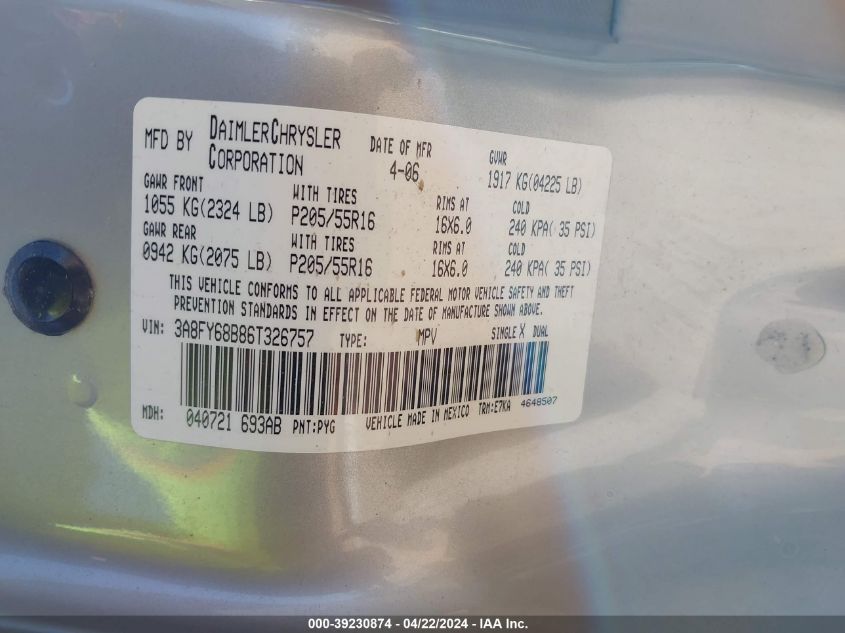 MFD BY DAIMLERCHRYSLER CORPORATION DATE OF MFR 4-06 GVWR 1917 KG(04225 LB)
GAWR FRONT WITH TIRES RIMS AT COLD
1055 KG(2324 LB) P205/55R16 16X6.0 240 KPA( 35 PSI)
GAWR REAR WITH TIRES RIMS AT COLD
0942 KG(2075 LB) P205/55R16 16X6.0 240 KPA( 35 PSI)
THIS VEHICLE CONFORMS TO ALL APPLICABLE FEDERAL MOTOR VEHICLE SAFETY AND THEFT
PREVENTION STANDARDS IN EFFECT ON THE DATE OF MANUFACTURE SHOWN ABOVE.
VIN: 3A8FY68B86T326757 TYPE: MPV SINGLE X DUAL
MDH: 040721 693AB PNT:PYG VEHICLE MADE IN MEXICO TRM:E7KA 4648507
000-39230874 - 04/22/2024 - IAA Inc.